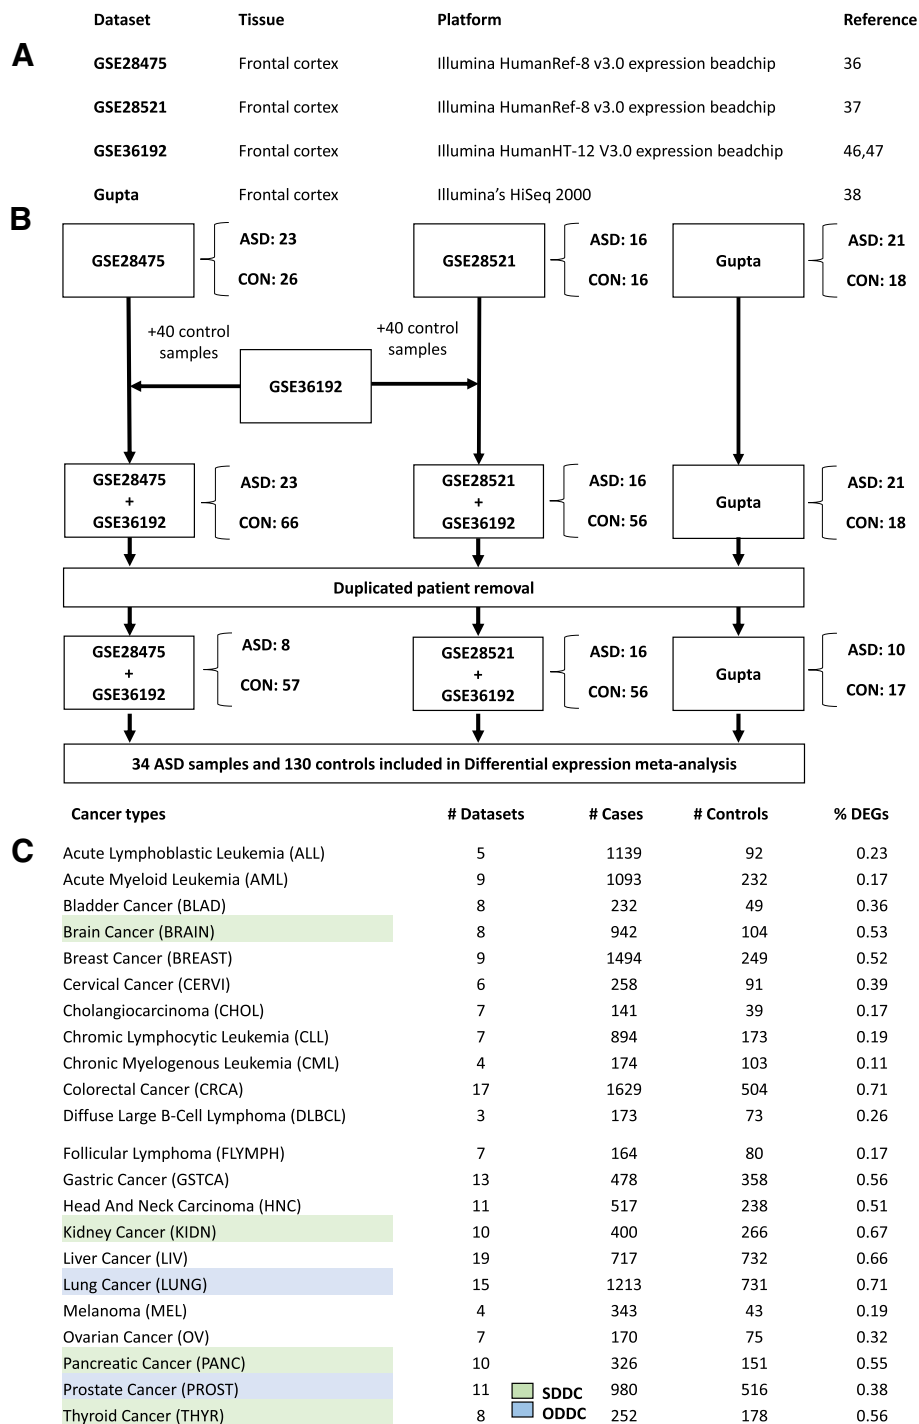 Dataset Tissue Platform Reference
A
GSE28475 Frontal cortex Illumina HumanRef-8 v3.0 expression beadchip 36
GSE28521 Frontal cortex Illumina HumanRef-8 v3.0 expression beadchip 37
GSE36192 Frontal cortex Illumina HumanHT-12 V3.0 expression beadchip 46,47
Gupta Frontal cortex Illumina's HiSeq 2000 38
B
GSE28475
ASD: 23
CON: 26
GSE28521
ASD: 16
CON: 16
Gupta
ASD: 21
CON: 18
+40 control
samples
+40 control
samples
GSE36192
GSE28475
+
GSE36192
ASD: 23
CON: 66
GSE28521
+
GSE36192
ASD: 16
CON: 56
Gupta
ASD: 21
CON: 18
Duplicated patient removal
GSE28475
+
GSE36192
ASD: 8
CON: 57
GSE28521
+
GSE36192
ASD: 16
CON: 56
Gupta
ASD: 10
CON: 17
34 ASD samples and 130 controls included in Differential expression meta-analysis
Cancer types # Datasets # Cases # Controls % DEGs
C
Acute Lymphoblastic Leukemia (ALL) 5 1139 92 0.23
Acute Myeloid Leukemia (AML) 9 1093 232 0.17
Bladder Cancer (BLAD) 8 232 49 0.36
Brain Cancer (BRAIN) 8 942 104 0.53
Breast Cancer (BREAST) 9 1494 249 0.52
Cervical Cancer (CERVI) 6 258 91 0.39
Cholangiocarcinoma (CHOL) 7 141 39 0.17
Chromic Lymphocytic Leukemia (CLL) 7 894 173 0.19
Chronic Myelogenous Leukemia (CML) 4 174 103 0.11
Colorectal Cancer (CRCA) 17 1629 504 0.71
Diffuse Large B-Cell Lymphoma (DLBCL) 3 173 73 0.26
Follicular Lymphoma (FLYMPH) 7 164 80 0.17
Gastric Cancer (GSTCA) 13 478 358 0.56
Head And Neck Carcinoma (HNC) 11 517 238 0.51
Kidney Cancer (KIDN) 10 400 266 0.67
Liver Cancer (LIV) 19 717 732 0.66
Lung Cancer (LUNG) 15 1213 731 0.71
Melanoma (MEL) 4 343 43 0.19
Ovarian Cancer (OV) 7 170 75 0.32
Pancreatic Cancer (PANC) 10 326 151 0.55
Prostate Cancer (PROST) 11 980 516 0.38
Thyroid Cancer (THYR) 8 252 178 0.56
SDDC
ODDC